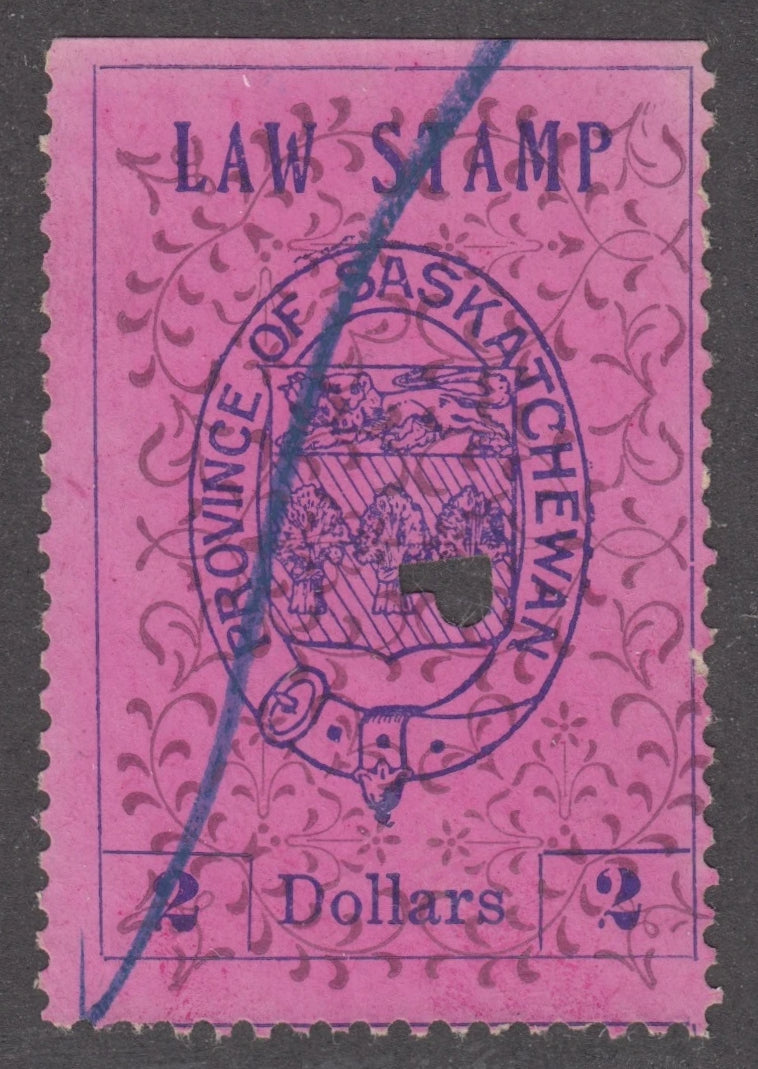 LAW STAMP
PROVINCE OF SASKATCHEWAN
2 Dollars 2